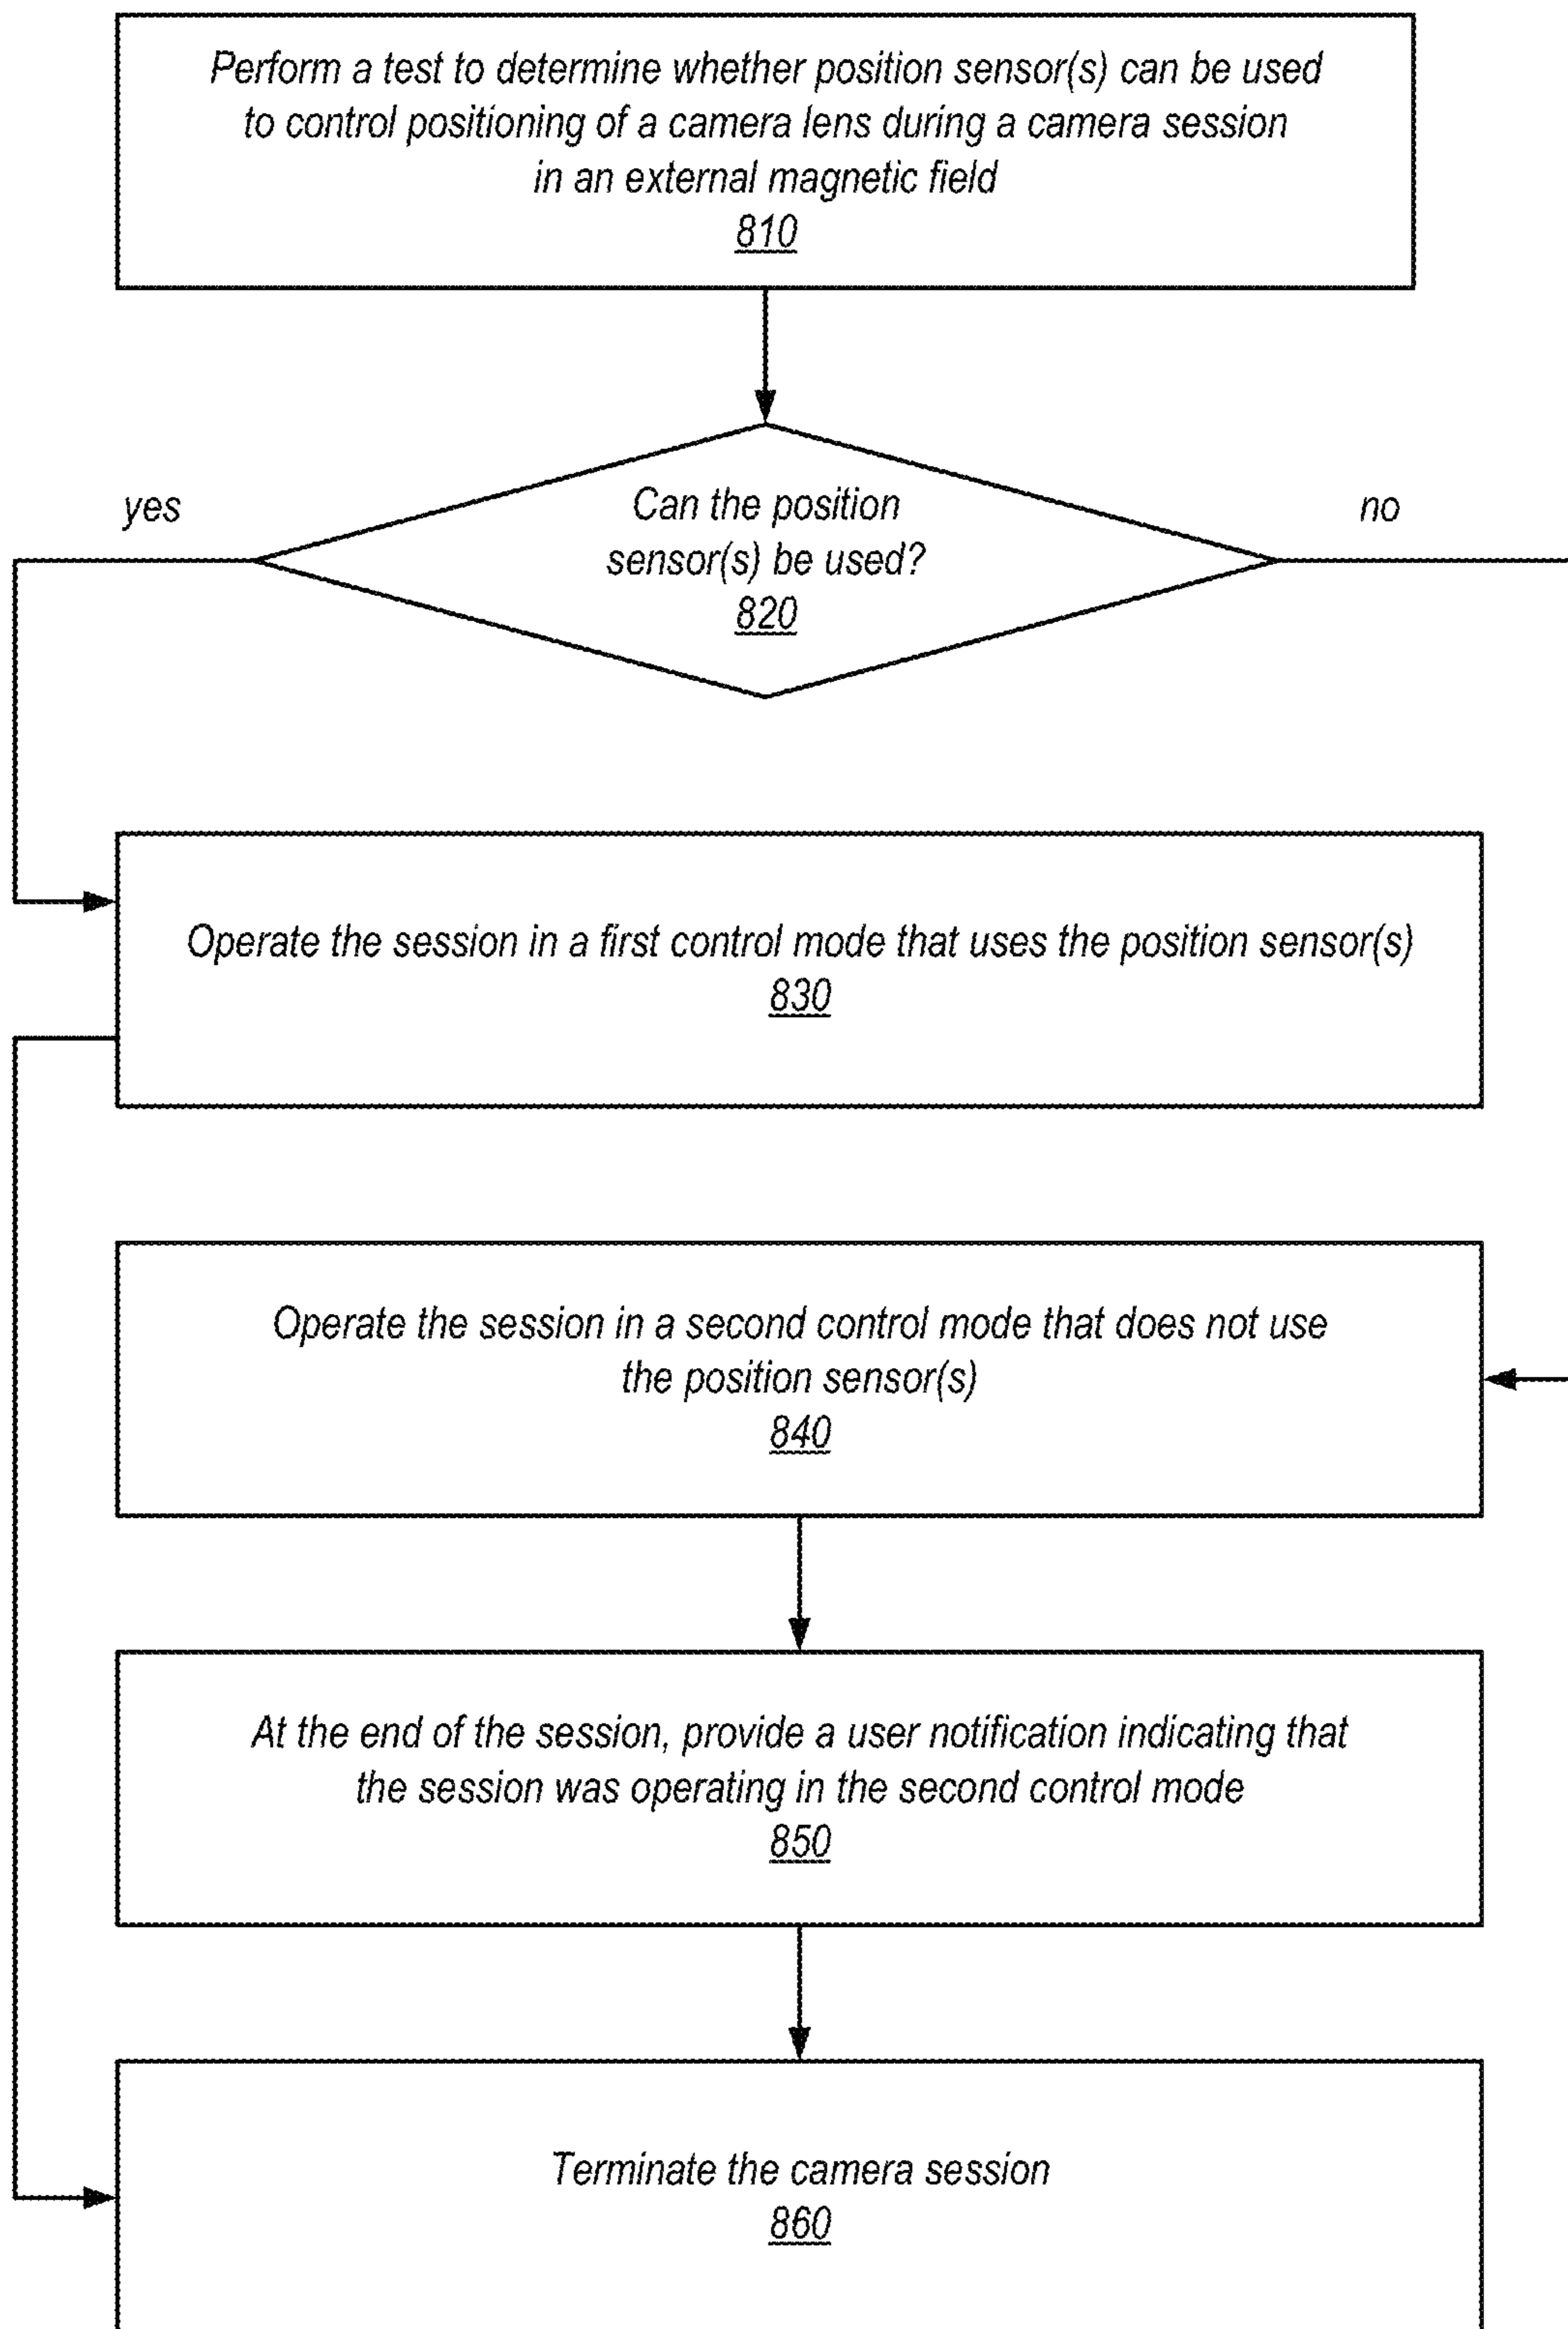 Perform a test to determine whether position sensor(s) can be used
to control positioning of a camera lens during a camera session
in an external magnetic field
810
yes
no
Can the position
sensor(s) be used?
820
Operate the session in a first control mode that uses the position sensor(s)
830
Operate the session in a second control mode that does not use
the position sensor(s)
840
At the end of the session, provide a user notification indicating that
the session was operating in the second control mode
850
Terminate the camera session
860